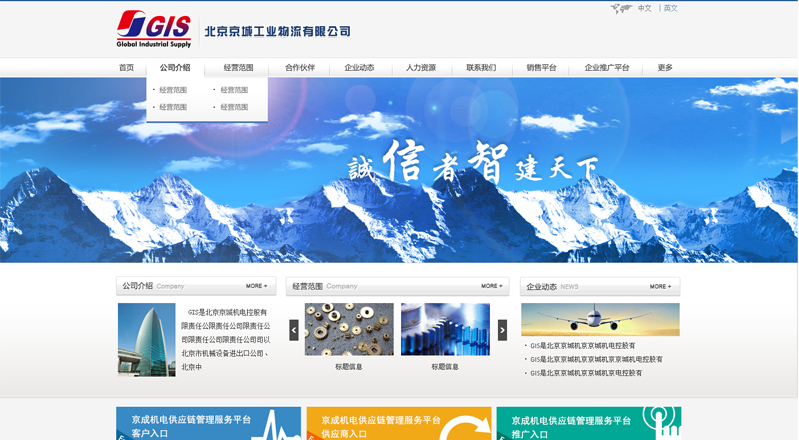 中文 | 英文
GIS
Global Industrial Supply
北京京城工业物流有限公司
首页 公司介绍 经营范围 合作伙伴 企业动态 人力资源 联系我们 销售平台 企业推广平台 更多
· 经营范围 · 经营范围
· 经营范围 · 经营范围
誠信者智建天下
公司介绍 Company MORE +
GIS是北京京城机电控股有
限责任公限责任公司限责任公
司限责任公司限责任公司司以
北京市机械设备进出口公司、
北京中
经营范围 Company MORE +
标题信息 标题信息
企业动态 NEWS MORE +
· GIS是北京京城机京京城机电控股有
· GIS是北京京城机京京城机京京城机电控股有
· GIS是北京京城机京京城机京电控股有
京成机电供应链管理服务平台
客户入口
京成机电供应链管理服务平台
供应商入口
京成机电供应链管理服务平台
推广入口